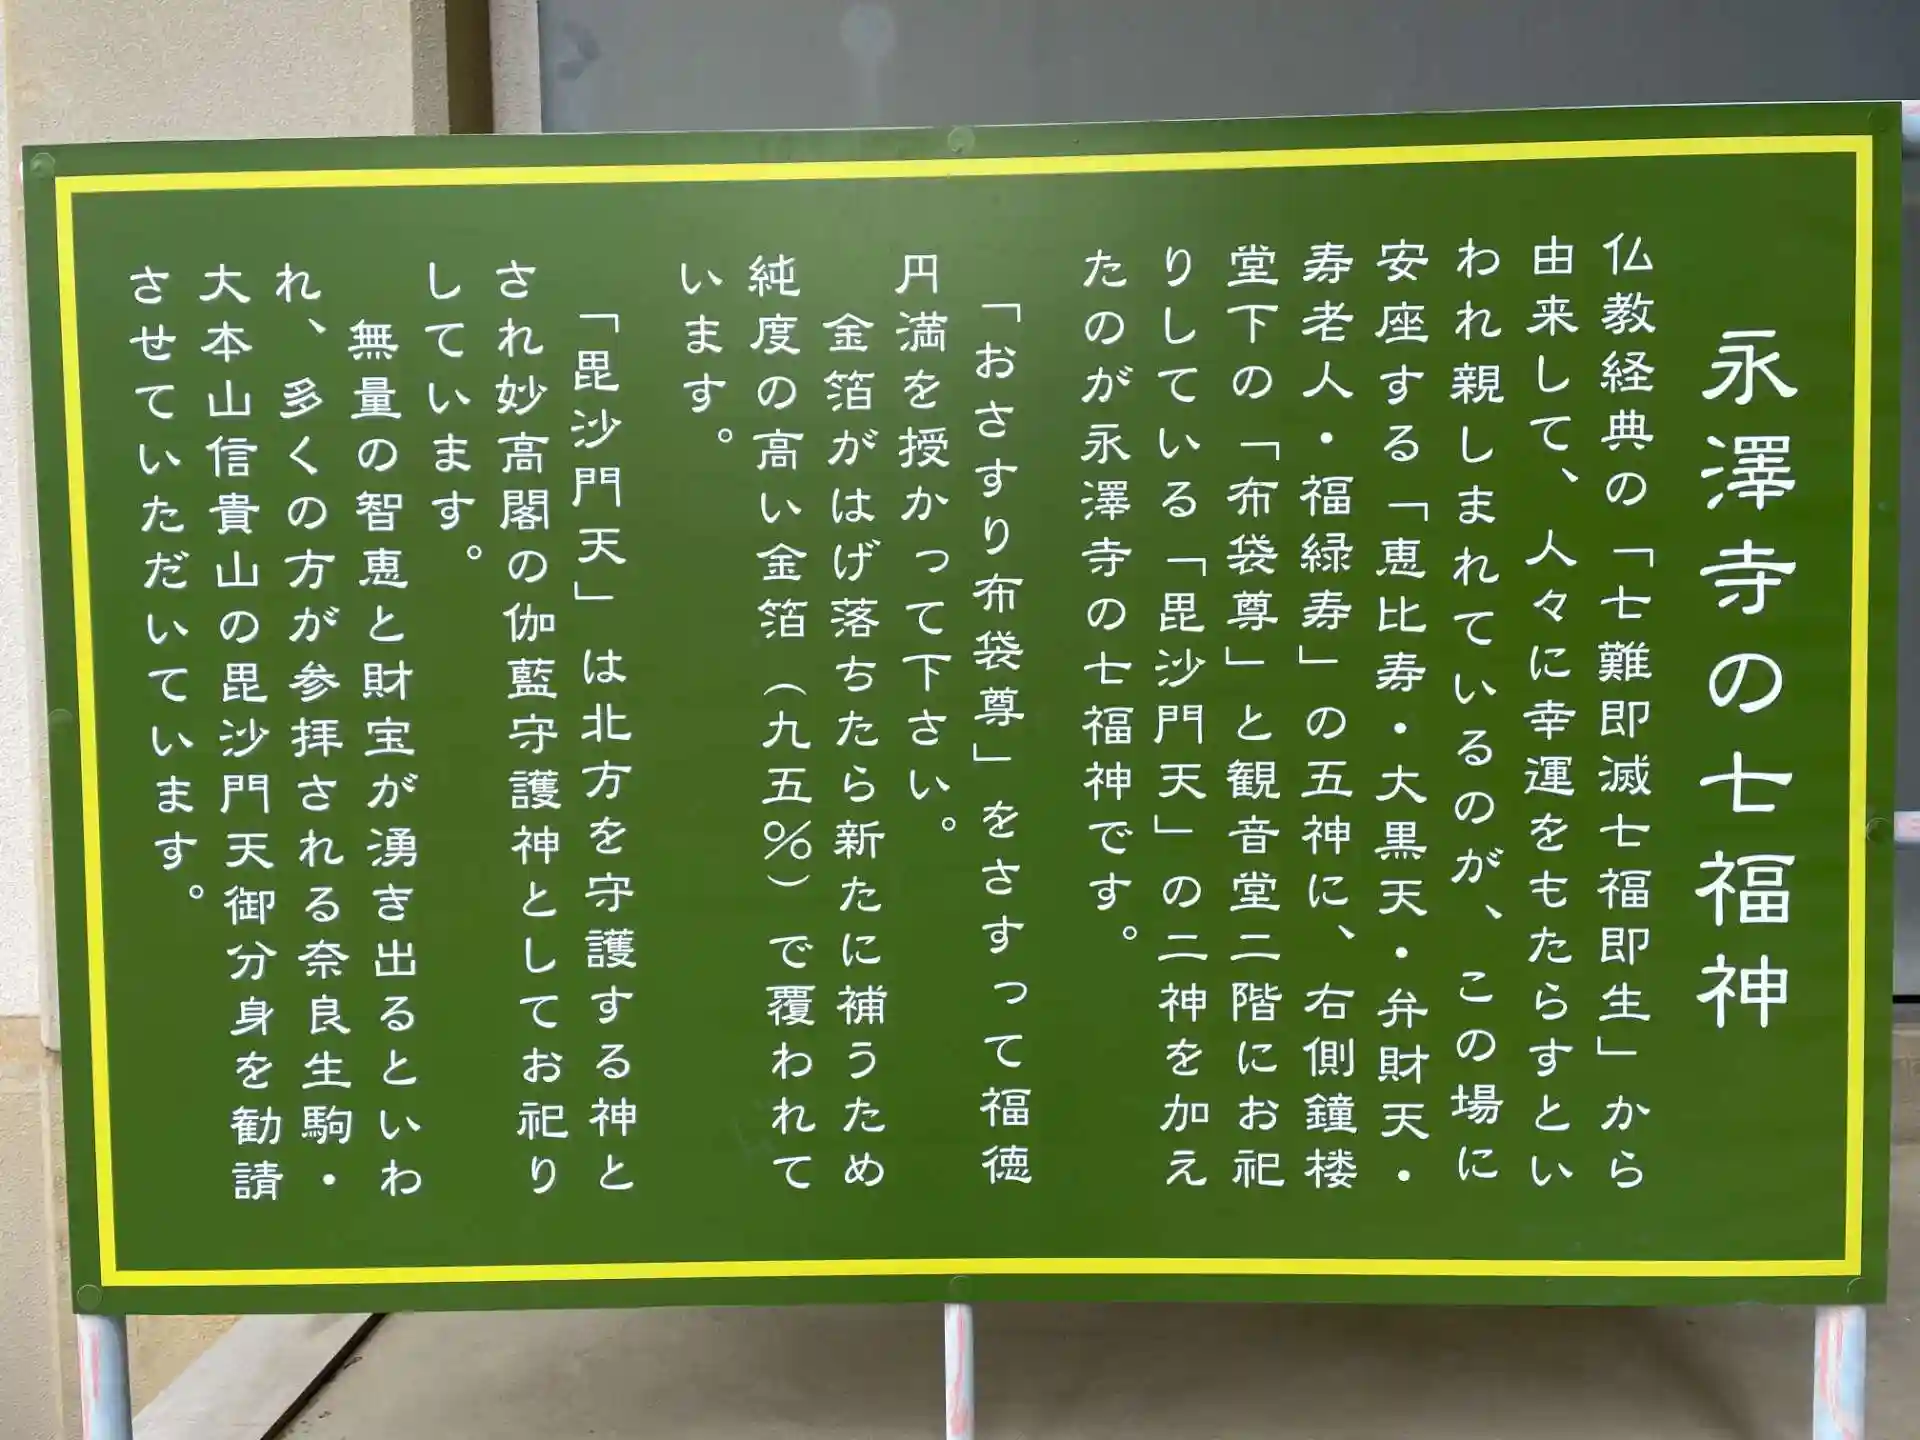 永澤寺の七福神
仏教経典の「七難即滅七福即生」から
由来して、人々に幸運をもたらすとい
われ親しまれているのが、この場に
安座する「恵比寿・大黒天・弁財天・
寿老人・福緑寿」の五神に、右側鐘楼
堂下の「布袋尊」と観音堂二階にお祀
りしている「毘沙門天」の二神を加え
たのが永澤寺の七福神です。
「おさすり布袋尊」をさすって福徳
円満を授かって下さい。
金箔がはげ落ちたら新たに補うため
純度の高い金箔（九五％）で覆われて
います。
「毘沙門天」は北方を守護する神と
され妙高閣の伽藍守護神としてお祀り
しています。
無量の智恵と財宝が湧き出るといわ
れ、多くの方が参拝される奈良生駒・
大本山信貴山の毘沙門天御分身を勧請
させていただいています。